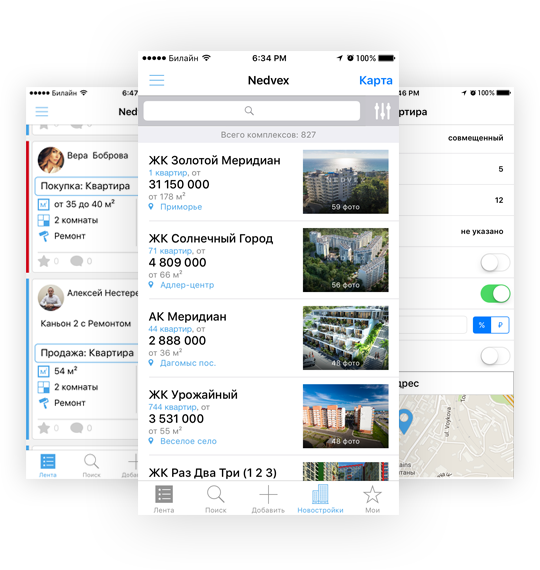 Билайн
6:47
Ned
Вера Боброва
Покупка: Квартира
от 35 до 40 м²
2 комнаты
Ремонт
0
0
Алексей Нестере
Каньон 2 с Ремонтом
Продажа: Квартира
54 м²
2 комнаты
Ремонт
0
0
Лента
Поиск
Доба
Билайн
6:34 PM
100%
Nedvex
Карта
Всего комплексов: 827
ЖК Золотой Меридиан
1 квартир, от
31 150 000
от 178 м²
Приморье
59 фото
ЖК Солнечный Город
71 квартир, от
4 809 000
от 66 м²
Адлер-центр
56 фото
АК Меридиан
44 квартир, от
2 888 000
от 36 м²
Дагомыс пос.
48 фото
ЖК Урожайный
744 квартир, от
3 531 000
от 55 м²
Веселое село
48 фото
ЖК Раз Два Три (1 2 3)
Лента
Поиск
Добавить
Новостройки
Мои
46 PM
100%
ртира
совмещенный
5
12
не указано
%
₽
дрес
ul. Voykova